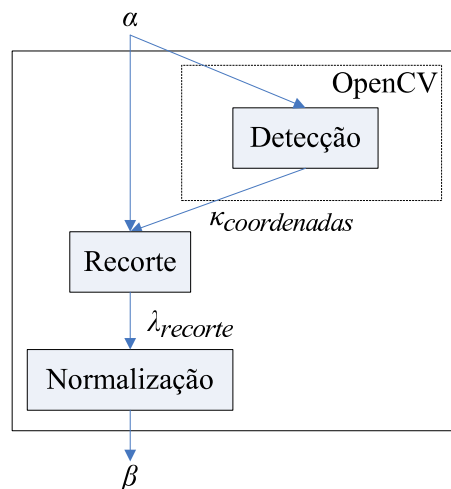 α
OpenCV
Detecção
κcoordenadas
Recorte
λrecorte
Normalização
β